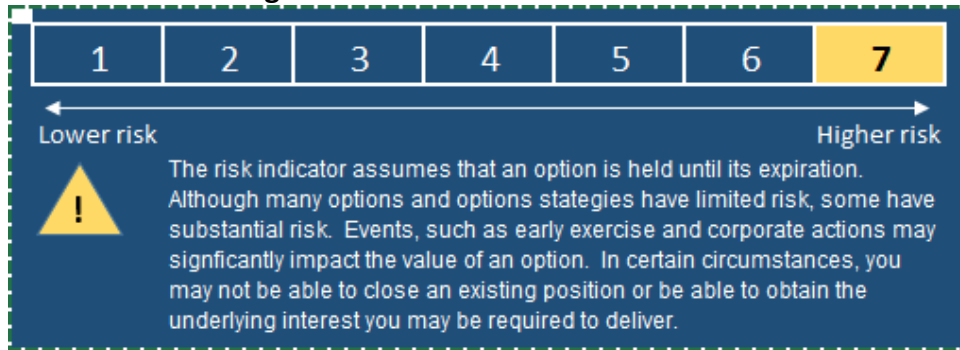 1 2 3 4 5 6 7
Lower risk Higher risk
The risk indicator assumes that an option is held until its expiration.
Although many options and options stategies have limited risk, some have
! substantial risk. Events, such as early exercise and corporate actions may
signficantly impact the value of an option. In certain circumstances, you
may not be able to close an existing position or be able to obtain the
underlying interest you may be required to deliver.